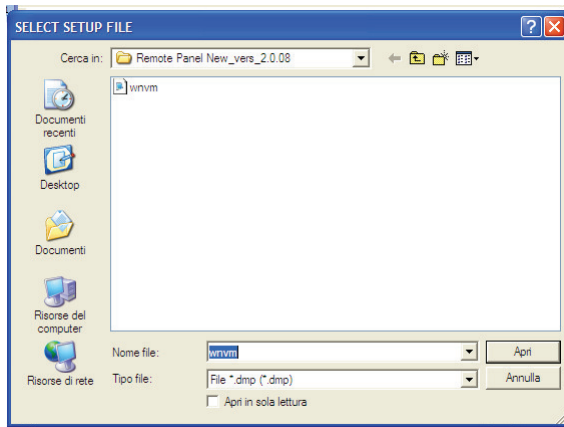 SELECT SETUP FILE
Cerca in: Remote Panel New_vers_2.0.08
wnvm
Documenti
recenti
Desktop
Documenti
Risorse del
computer
Risorse di rete
Nome file: wnvm Apri
Tipo file: File *.dmp (*.dmp) Annulla
Apri in sola lettura